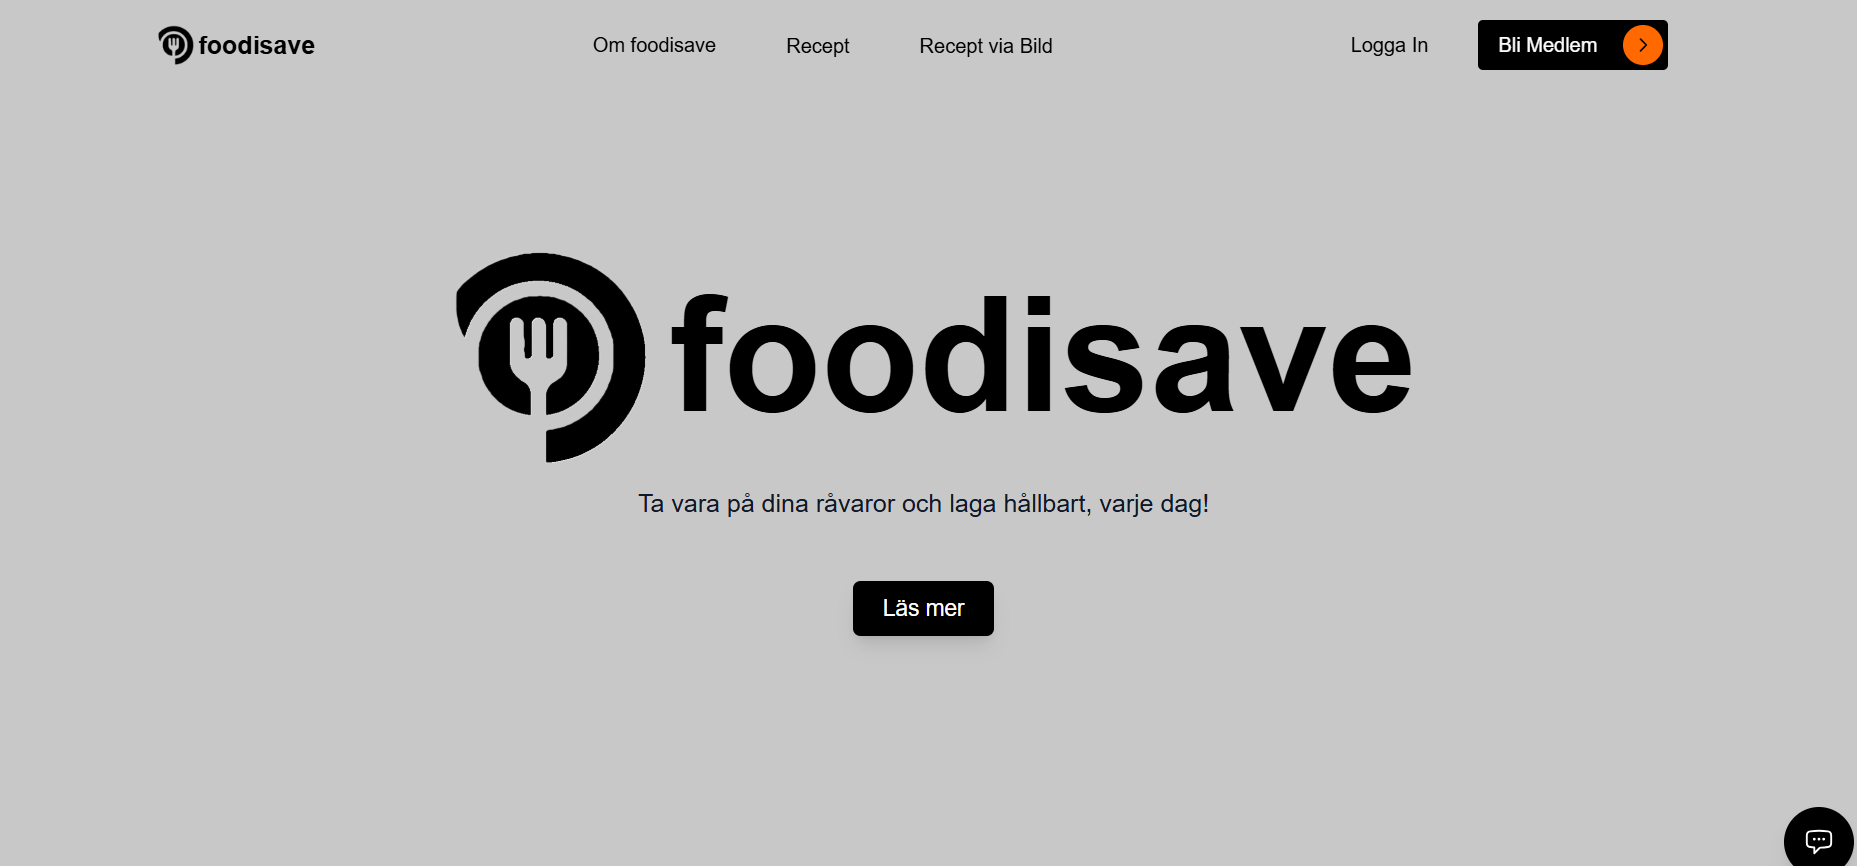 foodisave
Om foodisave
Recept
Recept via Bild
Logga In
Bli Medlem
foodisave
Ta vara på dina råvaror och laga hållbart, varje dag!
Läs mer